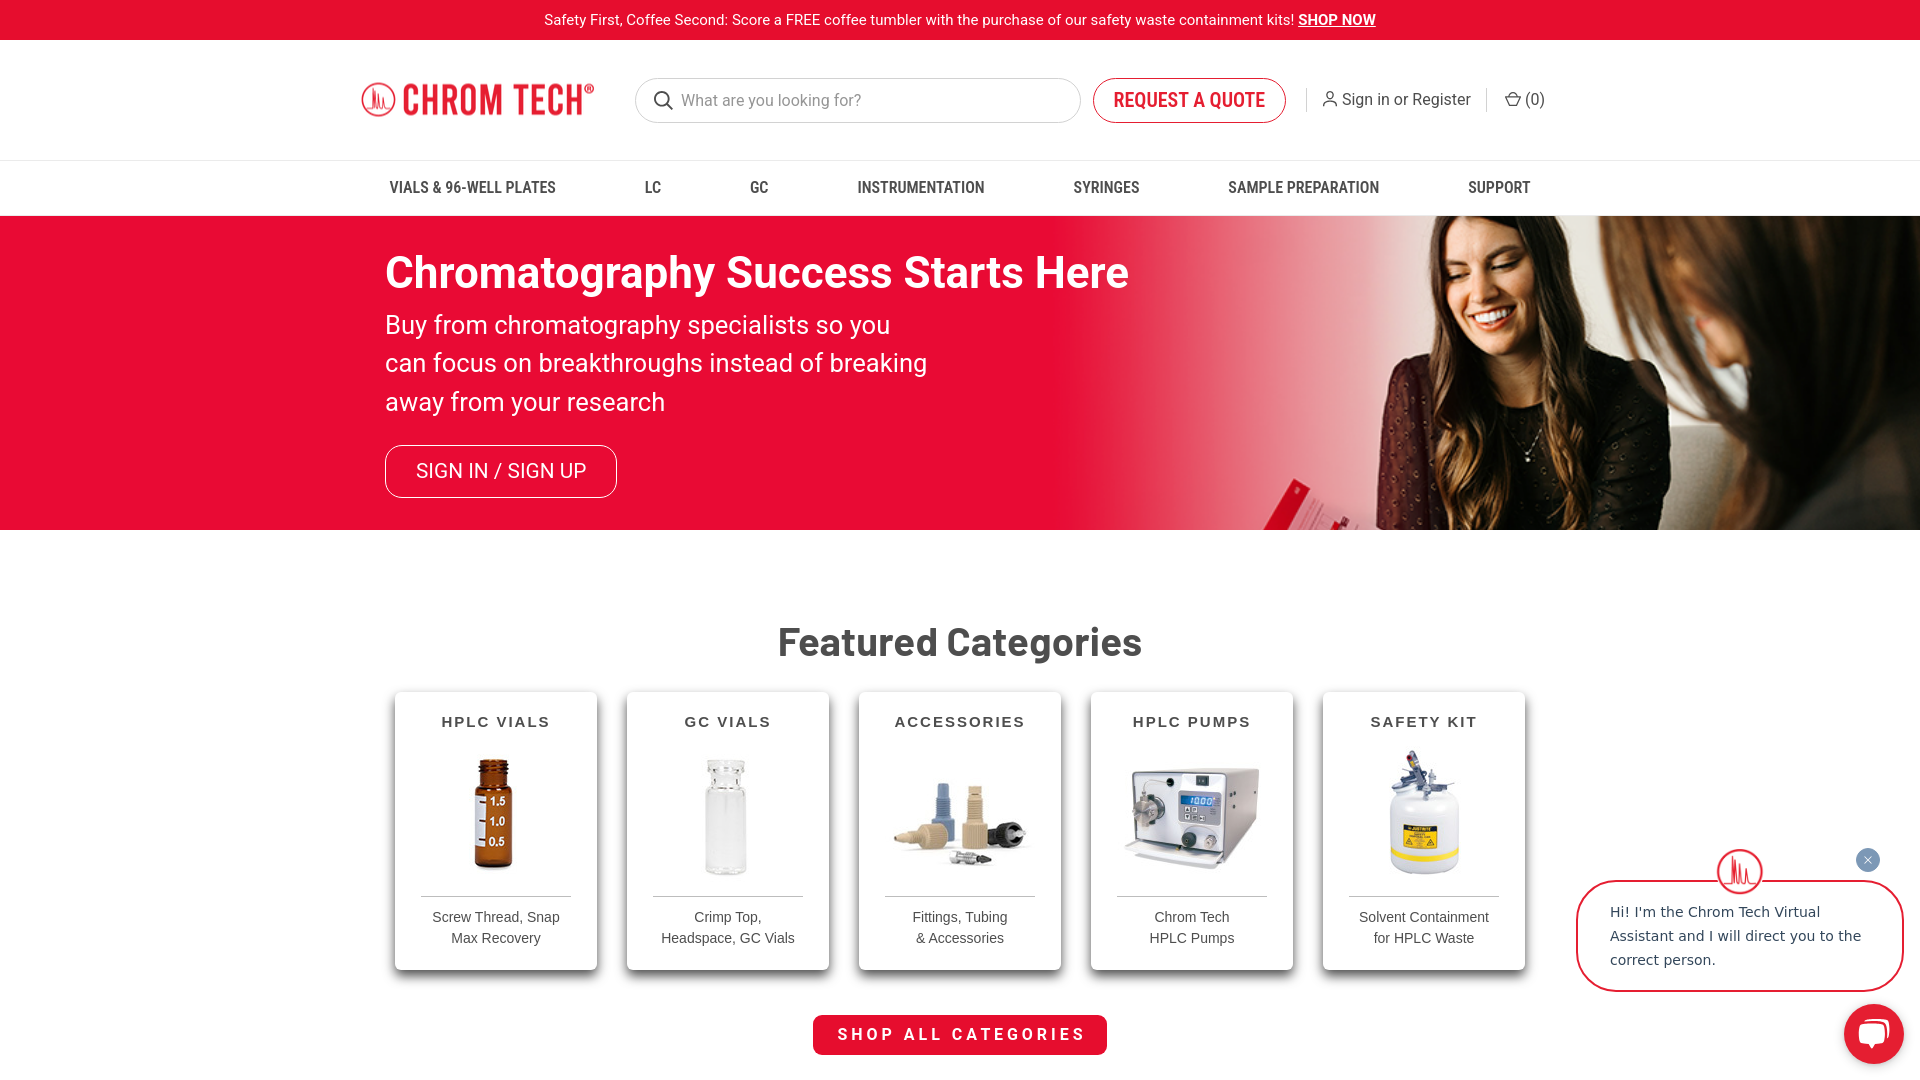 Safety First, Coffee Second: Score a FREE coffee tumbler with the purchase of our safety waste containment kits! SHOP NOW
CHROM TECH®
What are you looking for?
REQUEST A QUOTE
Sign in or Register
(0)
VIALS & 96-WELL PLATES
LC
GC
INSTRUMENTATION
SYRINGES
SAMPLE PREPARATION
SUPPORT
Chromatography Success Starts Here
Buy from chromatography specialists so you
can focus on breakthroughs instead of breaking
away from your research
SIGN IN / SIGN UP
Featured Categories
HPLC VIALS
1.5
1.0
0.5
Screw Thread, Snap
Max Recovery
GC VIALS
Crimp Top,
Headspace, GC Vials
ACCESSORIES
Fittings, Tubing
& Accessories
HPLC PUMPS
10.00
Chrom Tech
HPLC Pumps
SAFETY KIT
Solvent Containment
for HPLC Waste
SHOP ALL CATEGORIES
Hi! I'm the Chrom Tech Virtual
Assistant and I will direct you to the
correct person.